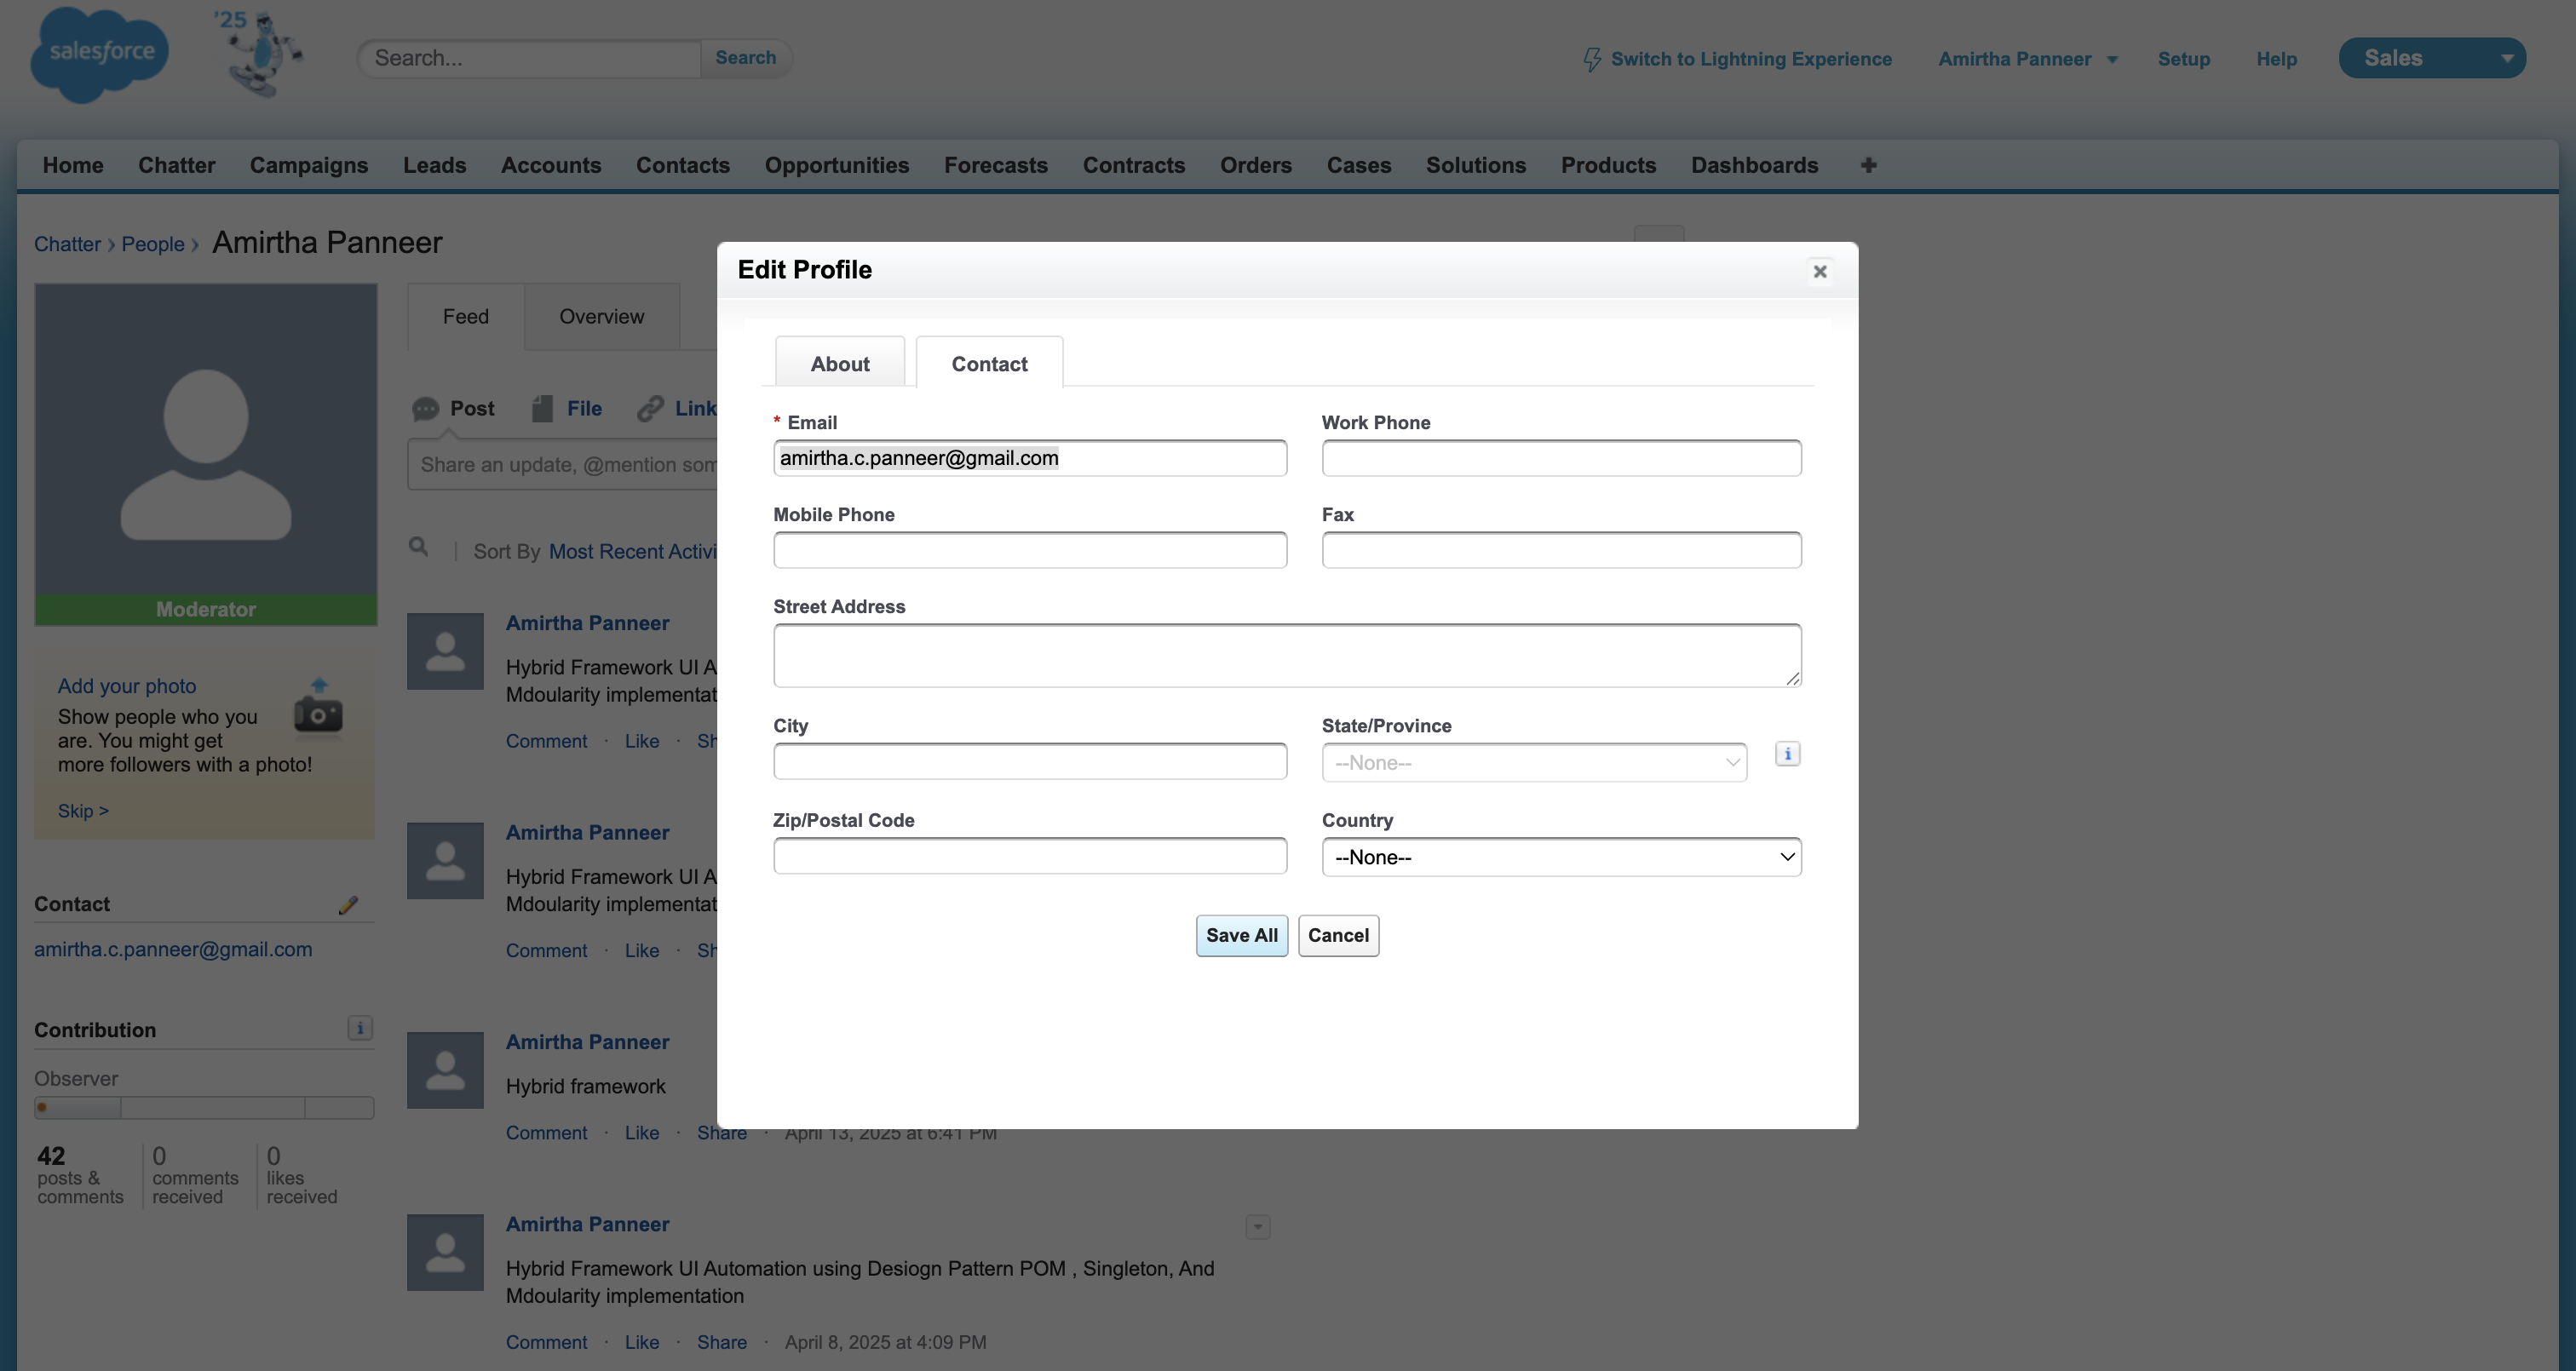 salesforce
'25
Search...
Search
Switch to Lightning Experience
Amirtha Panneer
Setup
Help
Sales
Home
Chatter
Campaigns
Leads
Accounts
Contacts
Opportunities
Forecasts
Contracts
Orders
Cases
Solutions
Products
Dashboards
+
Chatter › People › Amirtha Panneer
Moderator
Add your photo
Show people who you
are. You might get
more followers with a photo!
Skip >
Contact
amirtha.c.panneer@gmail.com
Contribution
i
Observer
42
posts &
comments
0
comments
received
0
likes
received
Feed
Overview
Post
File
Link
Share an update, @mention som
Sort By Most Recent Activi
Amirtha Panneer
Hybrid Framework UI A
Mdoularity implementat
Comment · Like · Sh
Amirtha Panneer
Hybrid Framework UI A
Mdoularity implementat
Comment · Like · Sh
Amirtha Panneer
Hybrid framework
Comment · Like · Share · April 13, 2025 at 6:41 PM
Amirtha Panneer
Hybrid Framework UI Automation using Desiogn Pattern POM , Singleton, And
Mdoularity implementation
Comment · Like · Share · April 8, 2025 at 4:09 PM
Edit Profile
About
Contact
* Email
amirtha.c.panneer@gmail.com
Work Phone
Mobile Phone
Fax
Street Address
City
State/Province
--None--
i
Zip/Postal Code
Country
--None--
Save All
Cancel